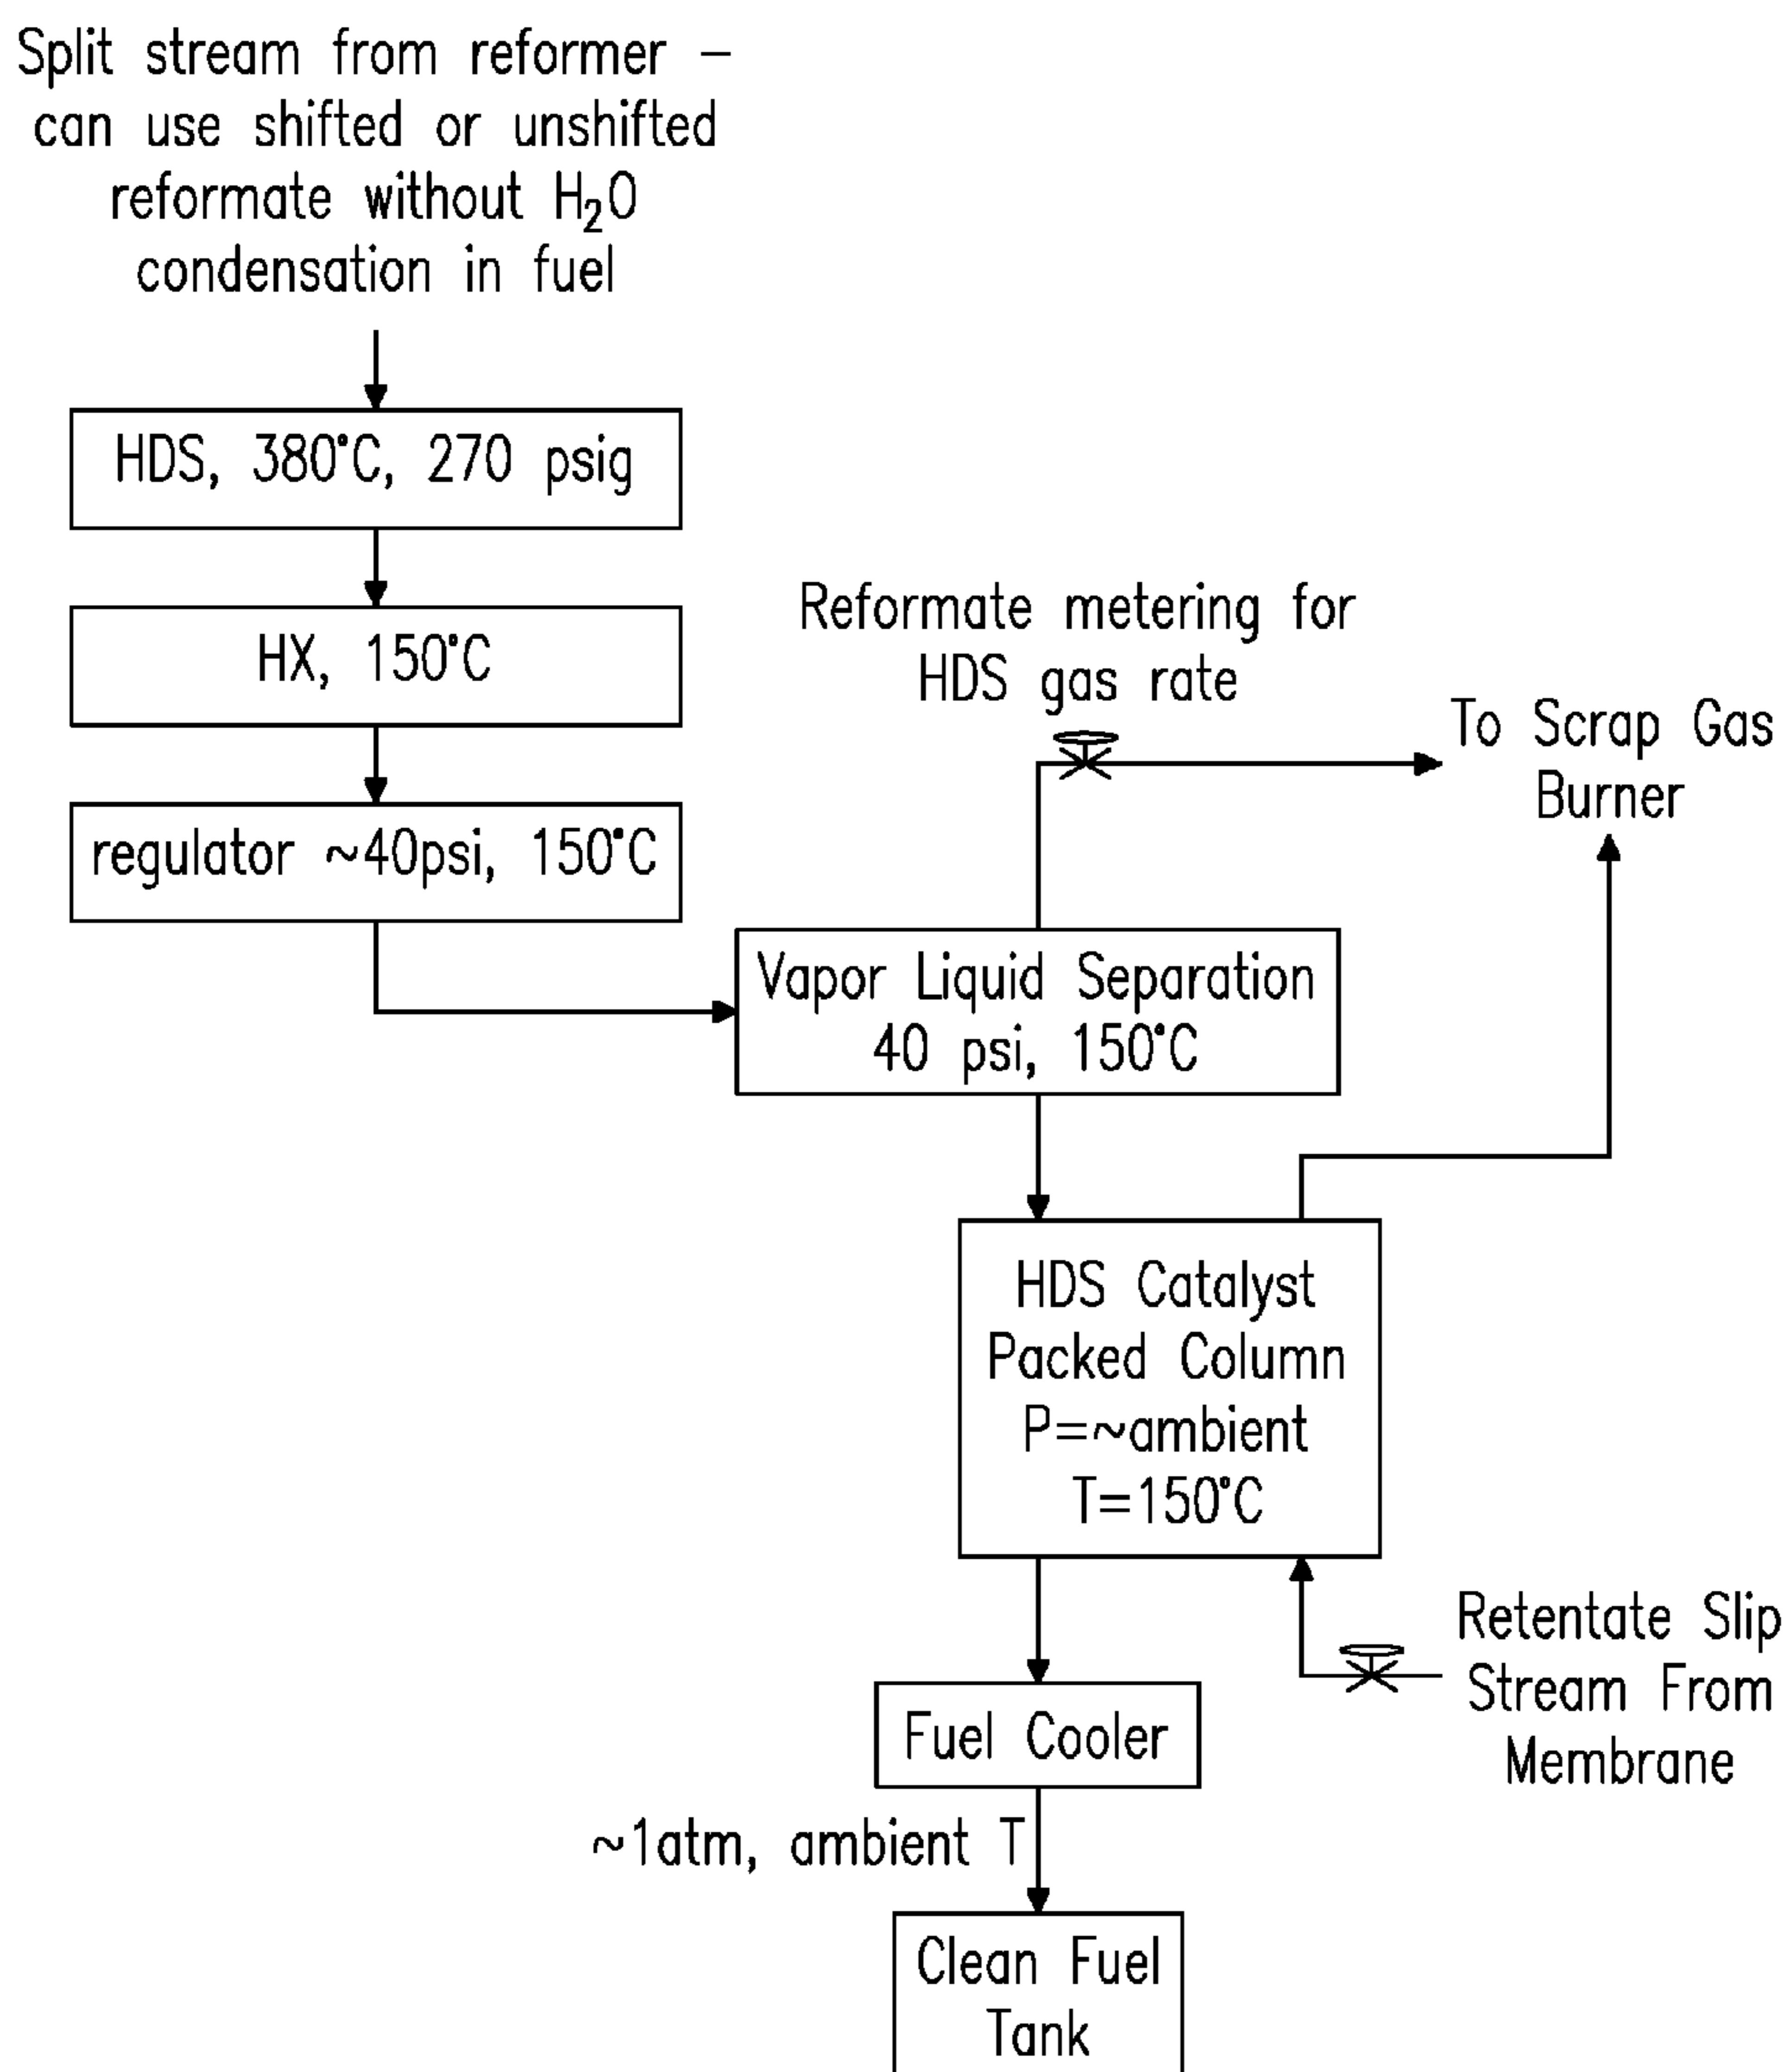 Split stream from reformer –
can use shifted or unshifted
reformate without H₂O
condensation in fuel
HDS, 380°C, 270 psig
HX, 150°C
regulator ~40psi, 150°C
Reformate metering for
HDS gas rate
To Scrap Gas
Burner
Vapor Liquid Separation
40 psi, 150°C
HDS Catalyst
Packed Column
P=~ambient
T=150°C
Retentate Slip
Stream From
Membrane
Fuel Cooler
~1atm, ambient T
Clean Fuel
Tank